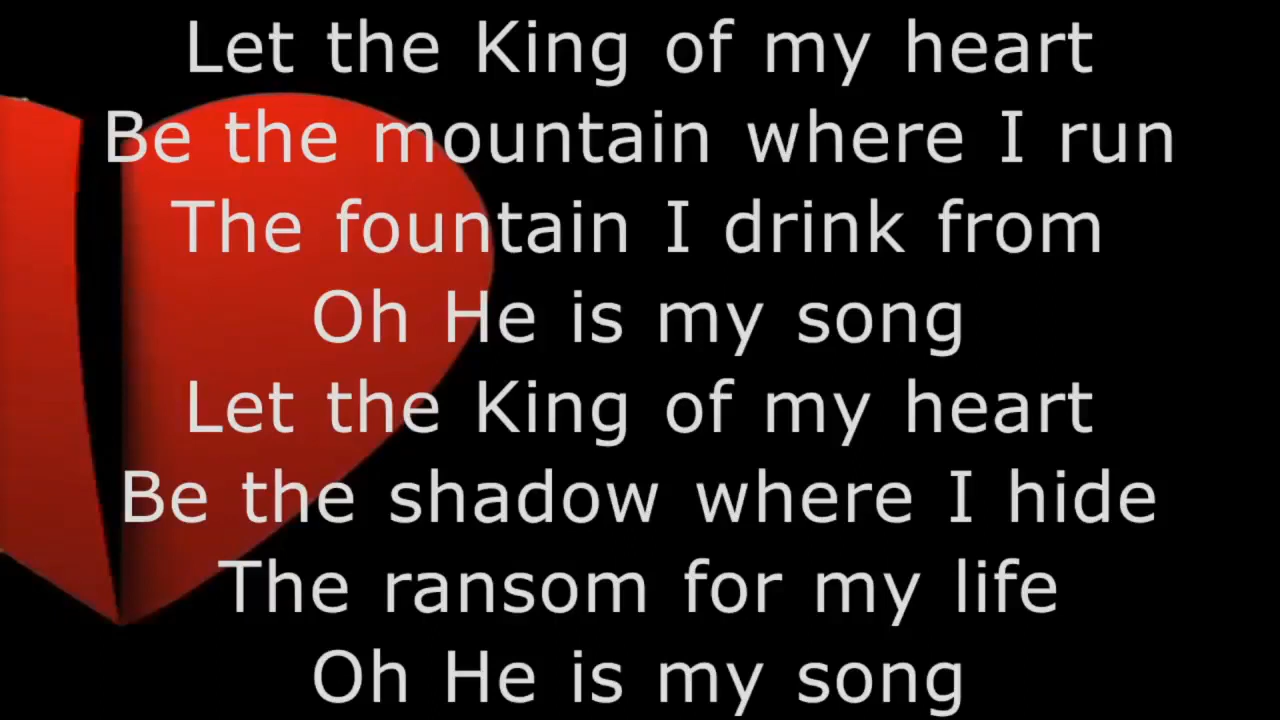 Let the King of my heart
Be the mountain where I run
The fountain I drink from
Oh He is my song
Let the King of my heart
Be the shadow where I hide
The ransom for my life
Oh He is my song